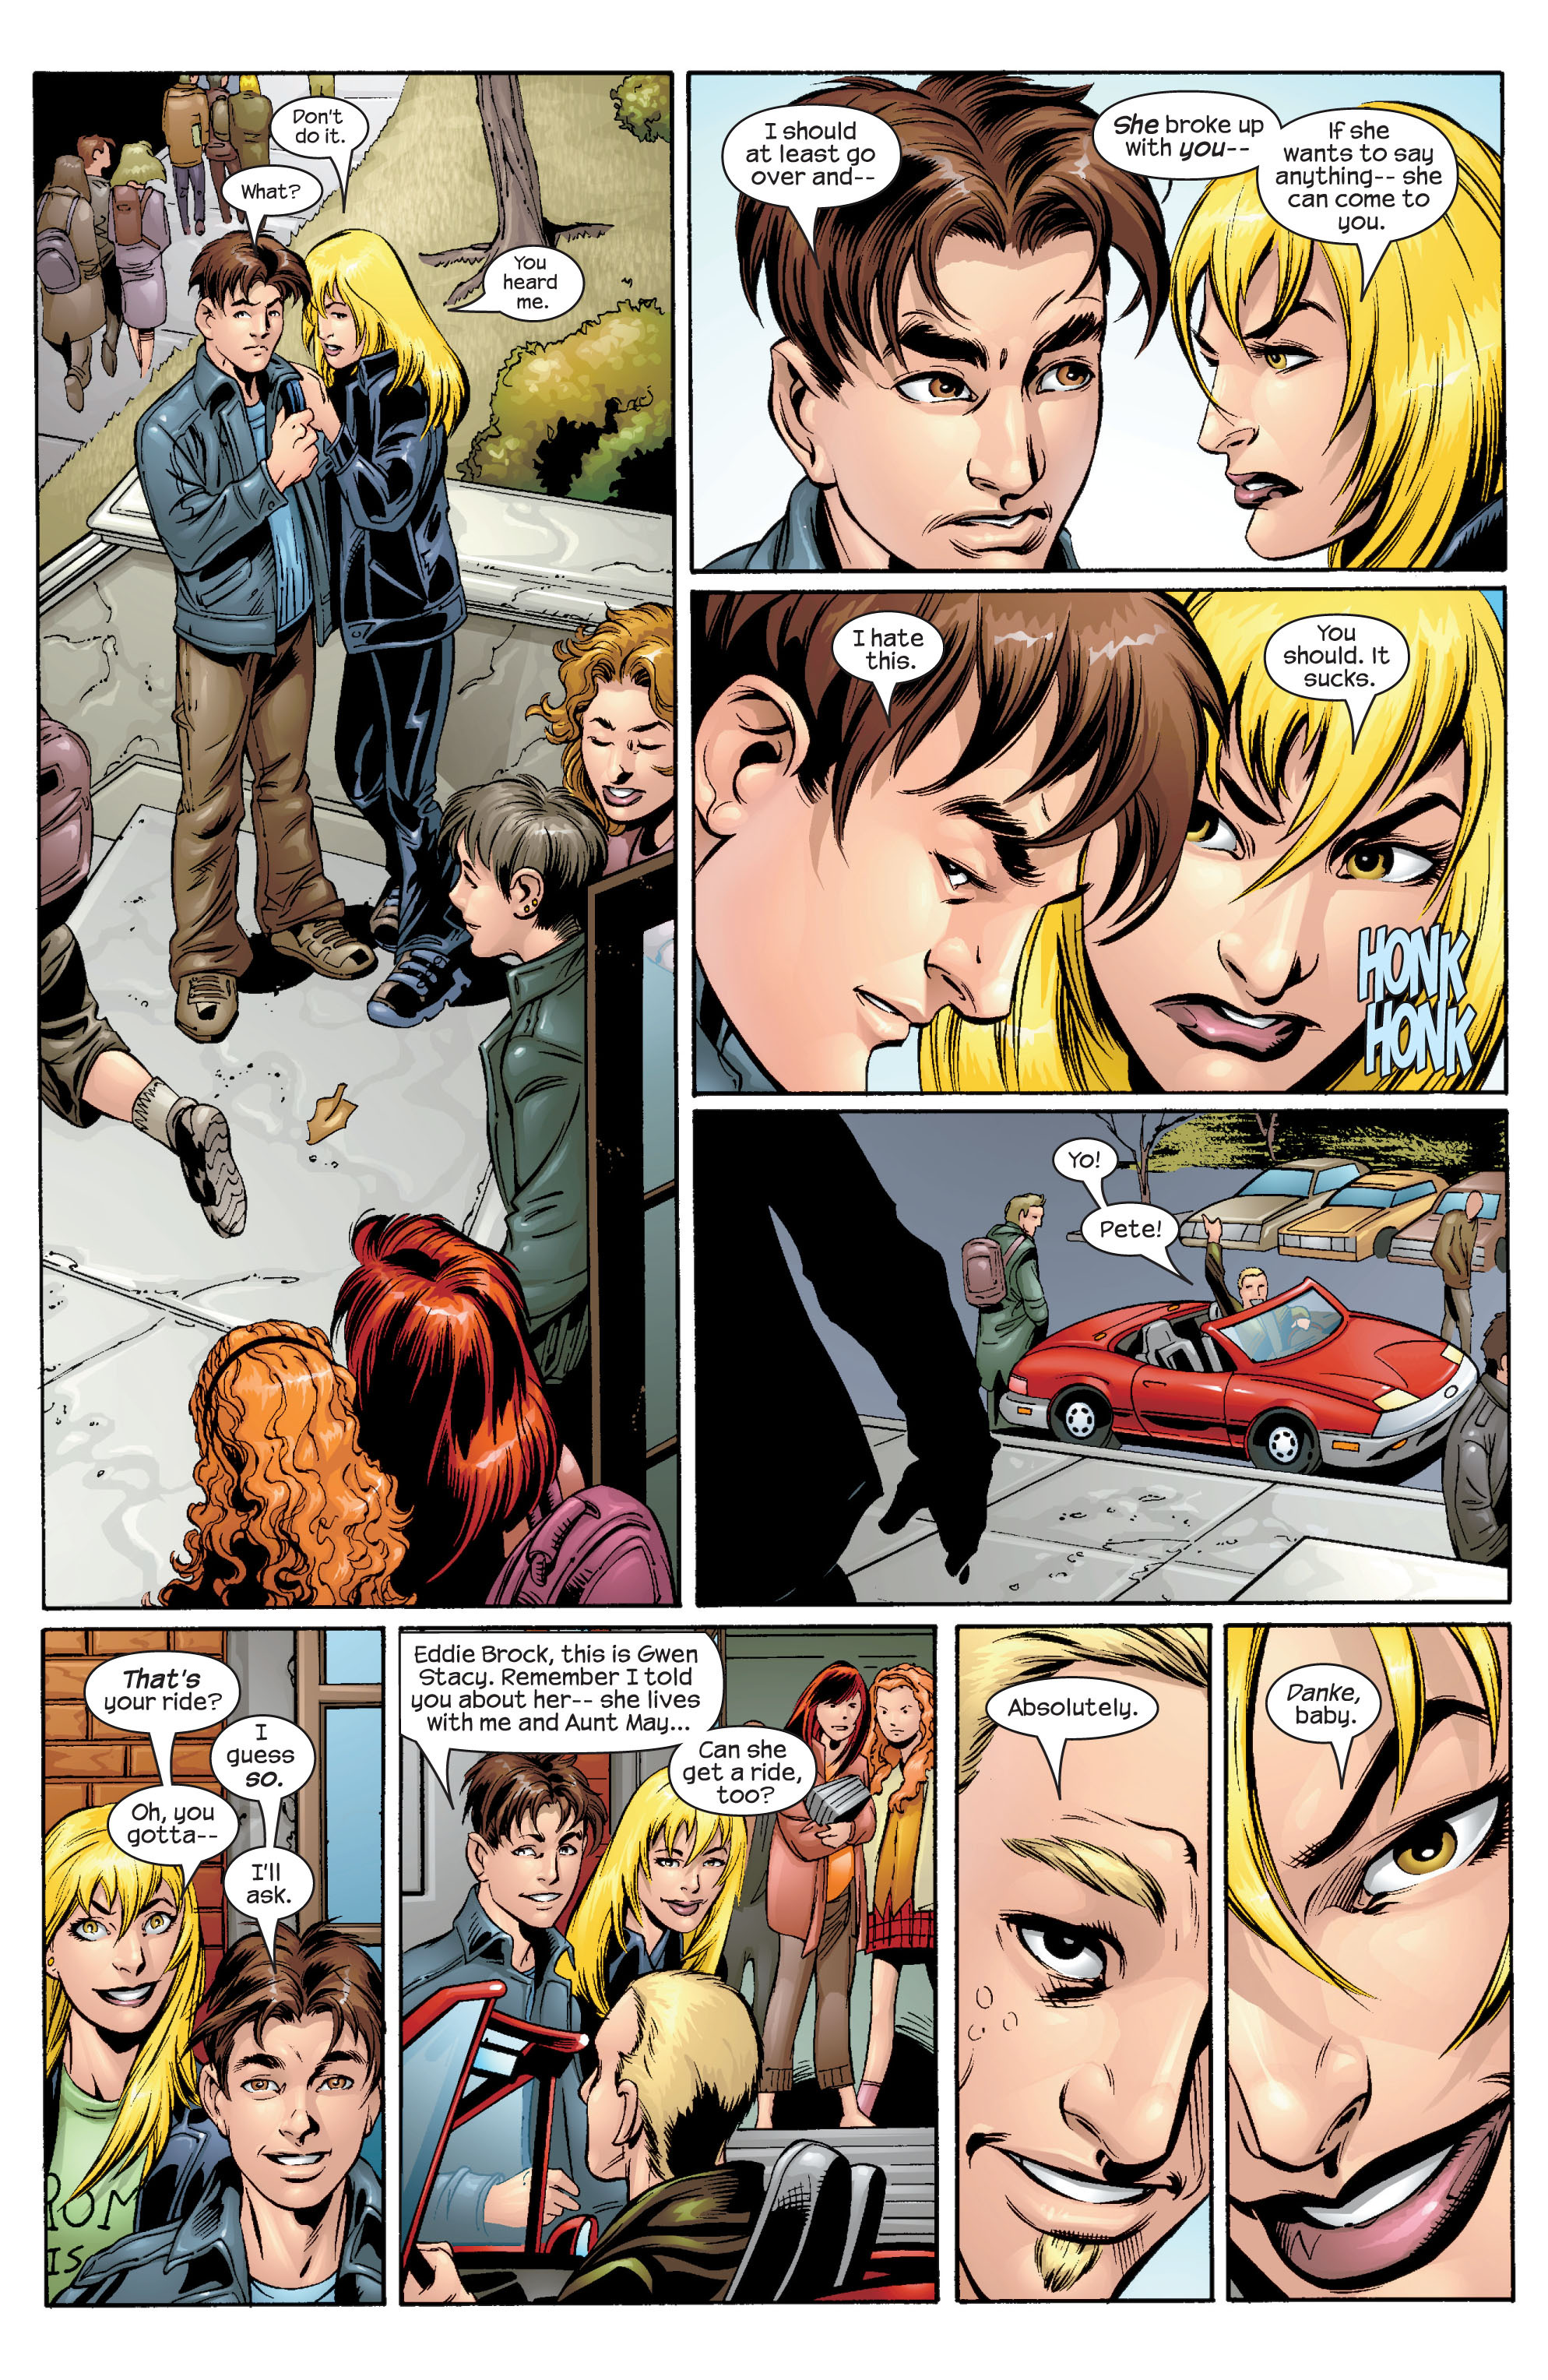 Don't
do it.
What?
You
heard
me.
I should
at least go
over and--
She broke up
with you--
If she
wants to say
anything-- she
can come to
you.
I hate
this.
You
should. It
sucks.
HONK
HONK
Yo!
Pete!
That's
your ride?
I
guess
so.
Oh, you
gotta--
I'll
ask.
ROM
IS
Eddie Brock, this is Gwen
Stacy. Remember I told
you about her-- she lives
with me and Aunt May...
Can she
get a ride,
too?
Absolutely.
Danke,
baby.